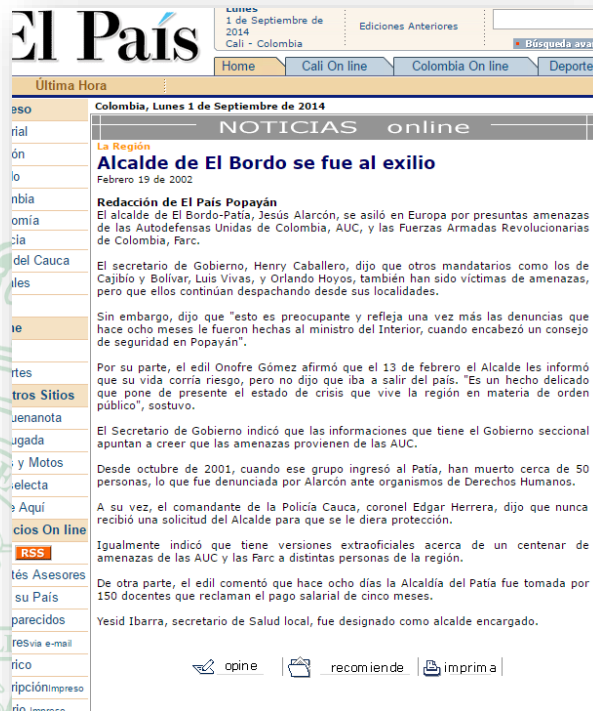 El País
Lunes
1 de Septiembre de
2014
Cali - Colombia
Ediciones Anteriores
Búsqueda
Home
Cali On line
Colombia On line
Deporte
Última Hora
Colombia, Lunes 1 de Septiembre de 2014
NOTICIAS online
La Región
Alcalde de El Bordo se fue al exilio
Febrero 19 de 2002
Redacción de El País Popayán
El alcalde de El Bordo-Patía, Jesús Alarcón, se asiló en Europa por presuntas amenazas
de las Autodefensas Unidas de Colombia, AUC, y las Fuerzas Armadas Revolucionarias
de Colombia, Farc.
El secretario de Gobierno, Henry Caballero, dijo que otros mandatarios como los de
Cajibío y Bolívar, Luis Vivas, y Orlando Hoyos, también han sido víctimas de amenazas,
pero que ellos continúan despachando desde sus localidades.
Sin embargo, dijo que "esto es preocupante y refleja una vez más las denuncias que
hace ocho meses le fueron hechas al ministro del Interior, cuando encabezó un consejo
de seguridad en Popayán".
Por su parte, el edil Onofre Gómez afirmó que el 13 de febrero el Alcalde les informó
que su vida corría riesgo, pero no dijo que iba a salir del país. "Es un hecho delicado
que pone de presente el estado de crisis que vive la región en materia de orden
público", sostuvo.
El Secretario de Gobierno indicó que las informaciones que tiene el Gobierno seccional
apuntan a creer que las amenazas provienen de las AUC.
Desde octubre de 2001, cuando ese grupo ingresó al Patía, han muerto cerca de 50
personas, lo que fue denunciada por Alarcón ante organismos de Derechos Humanos.
A su vez, el comandante de la Policía Cauca, coronel Edgar Herrera, dijo que nunca
recibió una solicitud del Alcalde para que se le diera protección.
Igualmente indicó que tiene versiones extraoficiales acerca de un centenar de
amenazas de las AUC y las Farc a distintas personas de la región.
De otra parte, el edil comentó que hace ocho días la Alcaldía del Patía fue tomada por
150 docentes que reclaman el pago salarial de cinco meses.
Yesid Ibarra, secretario de Salud local, fue designado como alcalde encargado.
opine
recomiende
imprima
eso
rial
ón
lo
mbia
omía
cia
del Cauca
les
ne
rtes
tros Sitios
uenanota
ugada
s y Motos
selecta
e Aquí
cios On line
RSS
tés Asesores
su País
parecidos
res via e-mail
rico
ripción Impreso
rio Impreso